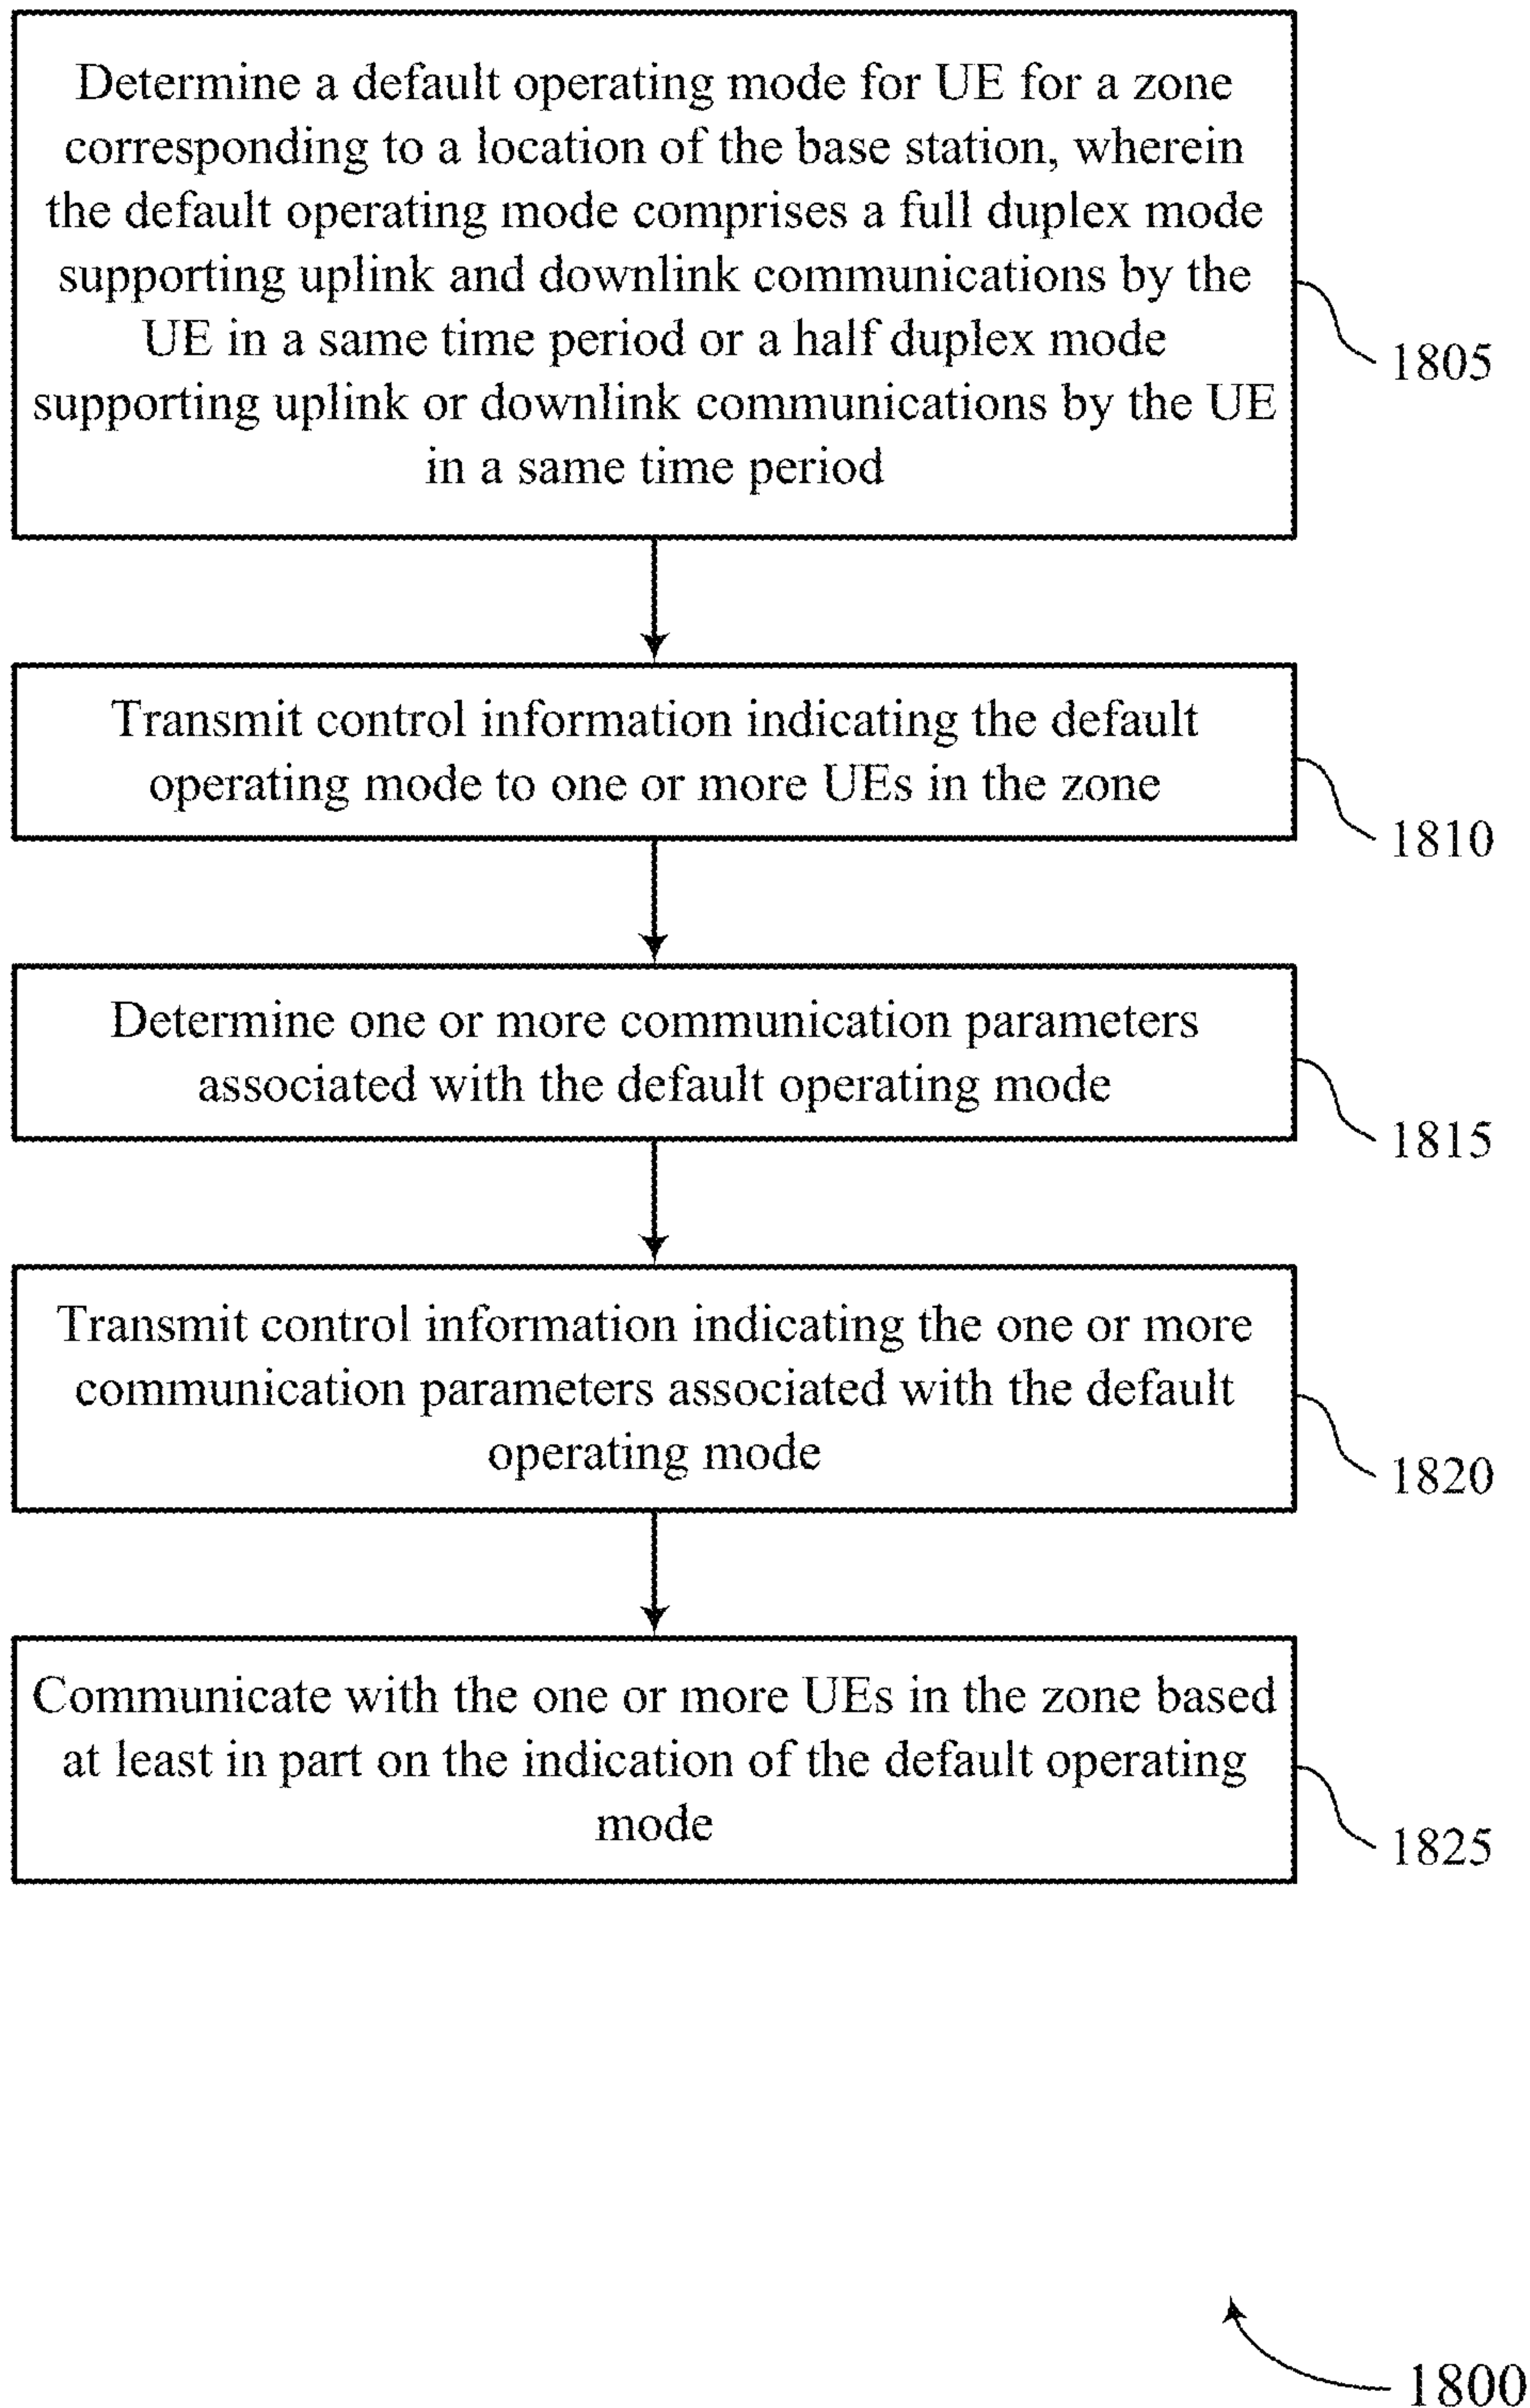 Determine a default operating mode for UE for a zone
corresponding to a location of the base station, wherein
the default operating mode comprises a full duplex mode
supporting uplink and downlink communications by the
UE in a same time period or a half duplex mode
supporting uplink or downlink communications by the UE
in a same time period
1805
Transmit control information indicating the default
operating mode to one or more UEs in the zone
1810
Determine one or more communication parameters
associated with the default operating mode
1815
Transmit control information indicating the one or more
communication parameters associated with the default
operating mode
1820
Communicate with the one or more UEs in the zone based
at least in part on the indication of the default operating
mode
1825
1800